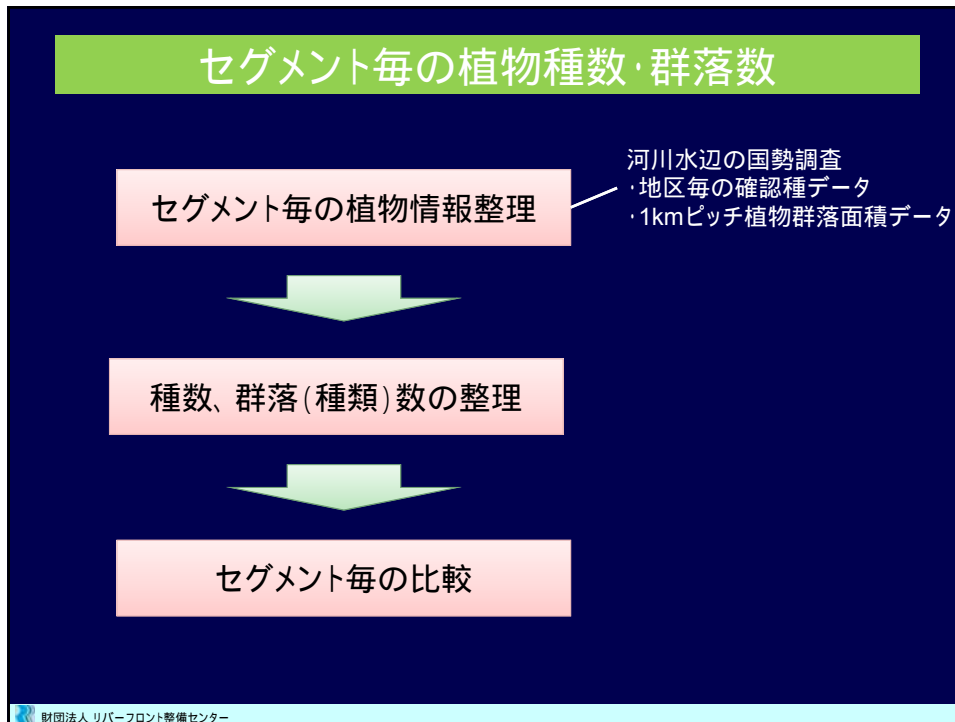 セグメント毎の植物種数・群落数
河川水辺の国勢調査
・地区毎の確認種データ
・1kmピッチ植物群落面積データ
セグメント毎の植物情報整理
種数、群落(種類)数の整理
セグメント毎の比較
財団法人 リバーフロント整備センター